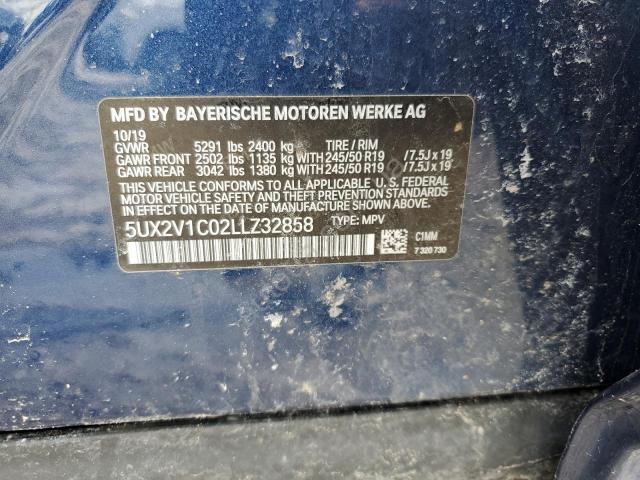 MFD BY BAYERISCHE MOTOREN WERKE AG
10/19
GVWR 5291 lbs 2400 kg TIRE / RIM
GAWR FRONT 2502 lbs 1135 kg WITH 245/50 R19 /7.5J x 19
GAWR REAR 3042 lbs 1380 kg WITH 245/50 R19 /7.5J x 19
THIS VEHICLE CONFORMS TO ALL APPLICABLE U. S. FEDERAL
MOTOR VEHICLE SAFETY AND THEFT PREVENTION STANDARDS
IN EFFECT ON THE DATE OF MANUFACTURE SHOWN ABOVE.
5UX2V1C02LLZ32858 TYPE: MPV
C1MM
7 320 730